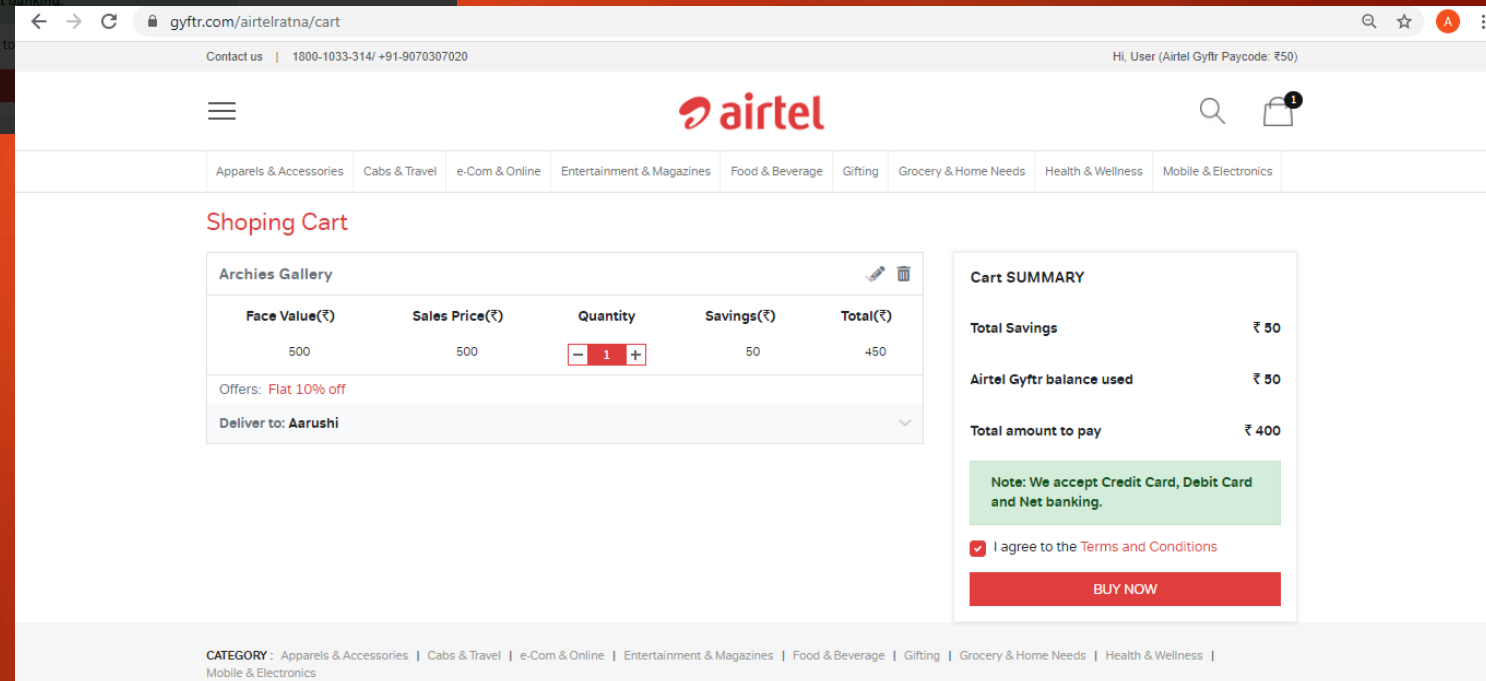 t banking.
to
gyftr.com/airtelratna/cart
A
Contact us | 1800-1033-314/ +91-9070307020
Hi, User (Airtel Gyftr Paycode: ₹50)
airtel
1
Apparels & Accessories Cabs & Travel e-Com & Online Entertainment & Magazines Food & Beverage Gifting Grocery & Home Needs Health & Wellness Mobile & Electronics
Shoping Cart
Archies Gallery
Face Value(₹) Sales Price(₹) Quantity Savings(₹) Total(₹)
500 500 − 1 + 50 450
Offers: Flat 10% off
Deliver to: Aarushi
Cart SUMMARY
Total Savings ₹ 50
Airtel Gyftr balance used ₹ 50
Total amount to pay ₹ 400
Note: We accept Credit Card, Debit Card
and Net banking.
I agree to the Terms and Conditions
BUY NOW
CATEGORY : Apparels & Accessories | Cabs & Travel | e-Com & Online | Entertainment & Magazines | Food & Beverage | Gifting | Grocery & Home Needs | Health & Wellness |
Mobile & Electronics